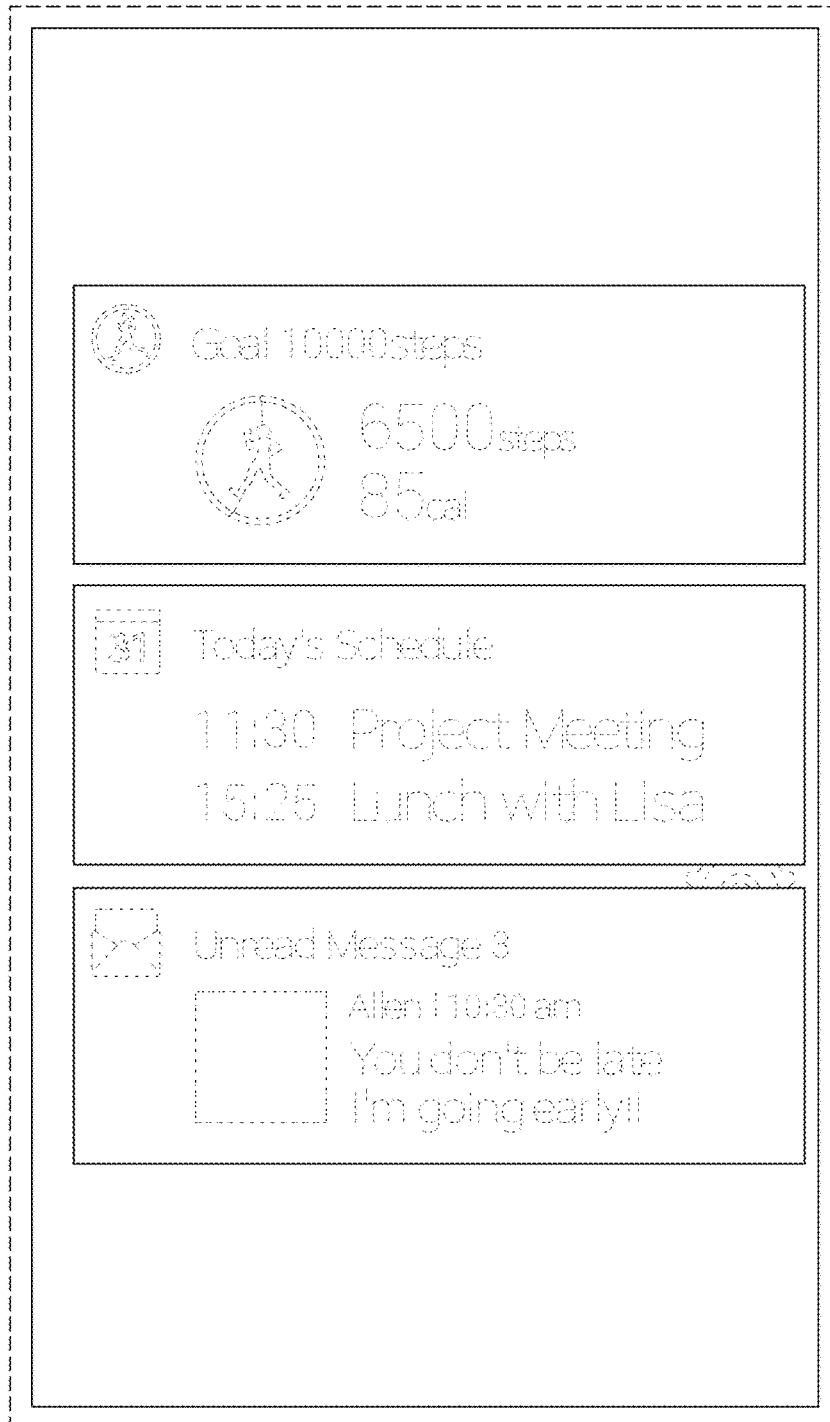 Goal 10000steps
6500steps
85cal
31
Today's Schedule
11:30 Project Meeting
15:25 Lunch with Lisa
Unread Message 3
Allen | 10:30 am
You don't be late
I'm going early!!